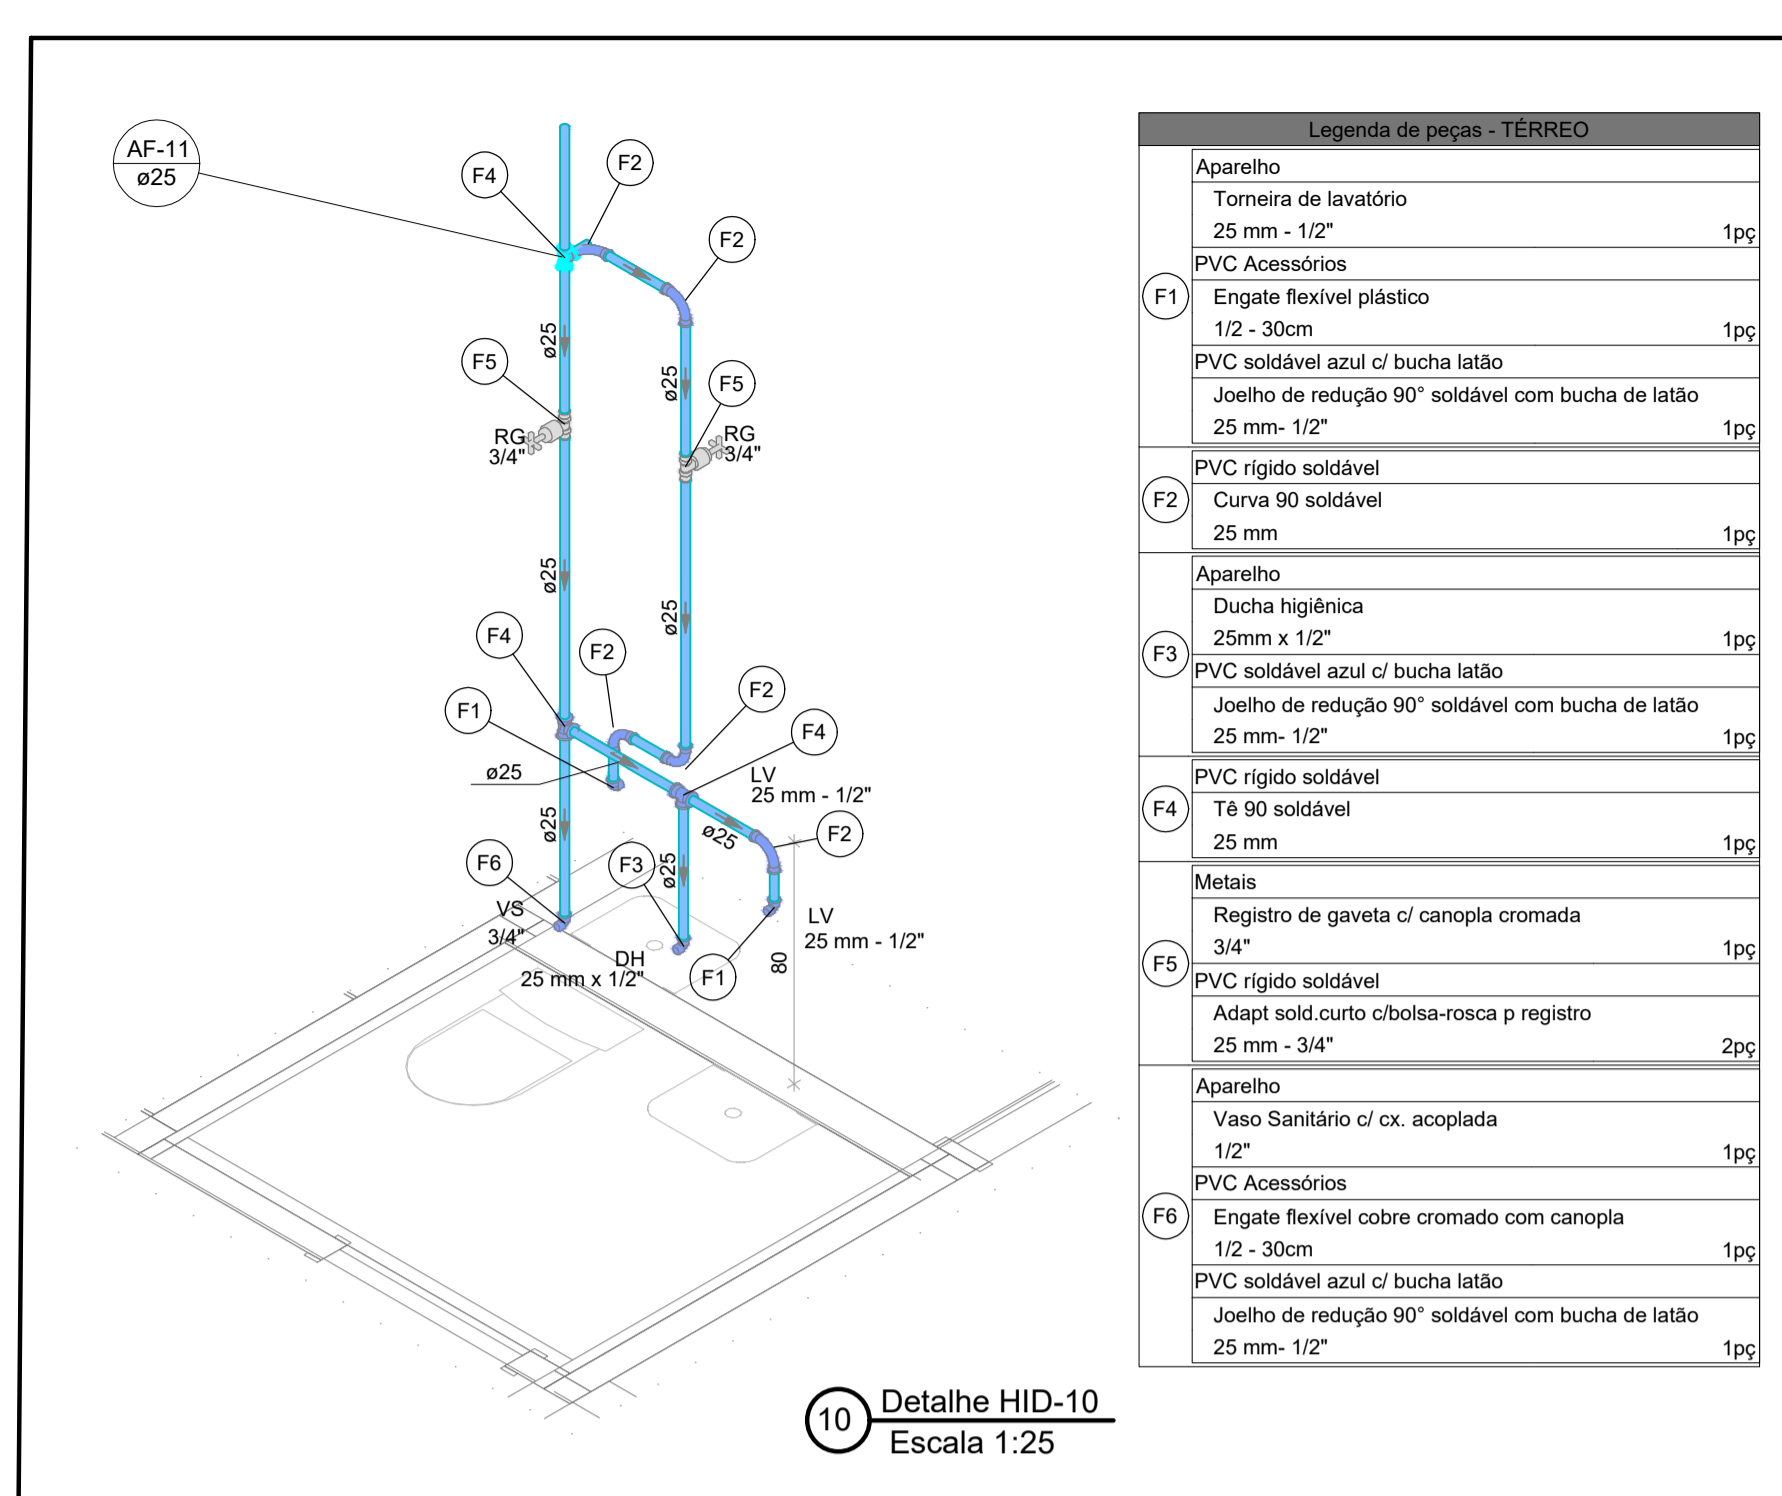 AF-11
ø25
F4
F2
F2
F5
ø25
ø25
F5
RG
3/4"
RG
3/4"
ø25
ø25
F4
F2
F2
F1
F4
ø25
LV
25 mm - 1/2"
ø25
ø25
F2
F6
F3
ø25
VS
3/4"
DH
25 mm x 1/2"
F1
LV
25 mm - 1/2"
80
10
Detalhe HID-10
Escala 1:25
Legenda de peças - TÉRREO
F1
Aparelho
Torneira de lavatório
25 mm - 1/2" 1pç
PVC Acessórios
Engate flexível plástico
1/2 - 30cm 1pç
PVC soldável azul c/ bucha latão
Joelho de redução 90° soldável com bucha de latão
25 mm- 1/2" 1pç
F2
PVC rígido soldável
Curva 90 soldável
25 mm 1pç
F3
Aparelho
Ducha higiênica
25mm x 1/2" 1pç
PVC soldável azul c/ bucha latão
Joelho de redução 90° soldável com bucha de latão
25 mm- 1/2" 1pç
F4
PVC rígido soldável
Tê 90 soldável
25 mm 1pç
F5
Metais
Registro de gaveta c/ canopla cromada
3/4" 1pç
PVC rígido soldável
Adapt sold.curto c/bolsa-rosca p registro
25 mm - 3/4" 2pç
F6
Aparelho
Vaso Sanitário c/ cx. acoplada
1/2" 1pç
PVC Acessórios
Engate flexível cobre cromado com canopla
1/2 - 30cm 1pç
PVC soldável azul c/ bucha latão
Joelho de redução 90° soldável com bucha de latão
25 mm- 1/2" 1pç